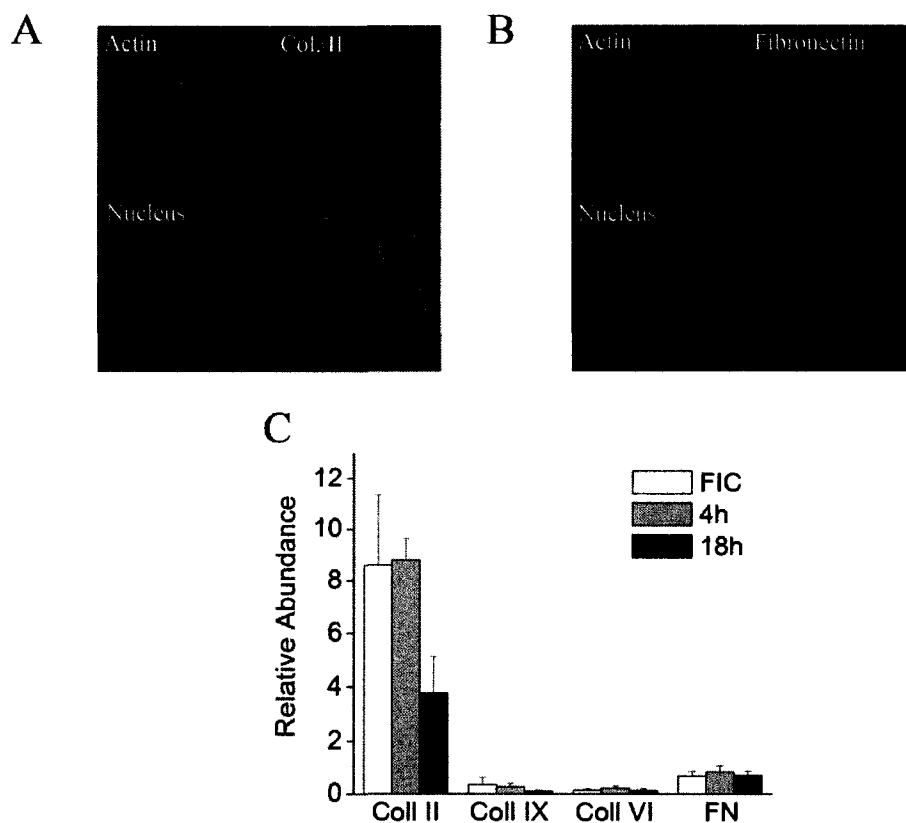 A
B
Actin Col. II
Actin Fibronectin
Nucleus
Nucleus
C
12
10
8
6
4
2
0
Relative Abundance
FIC
4h
18h
Coll II Coll IX Coll VI FN